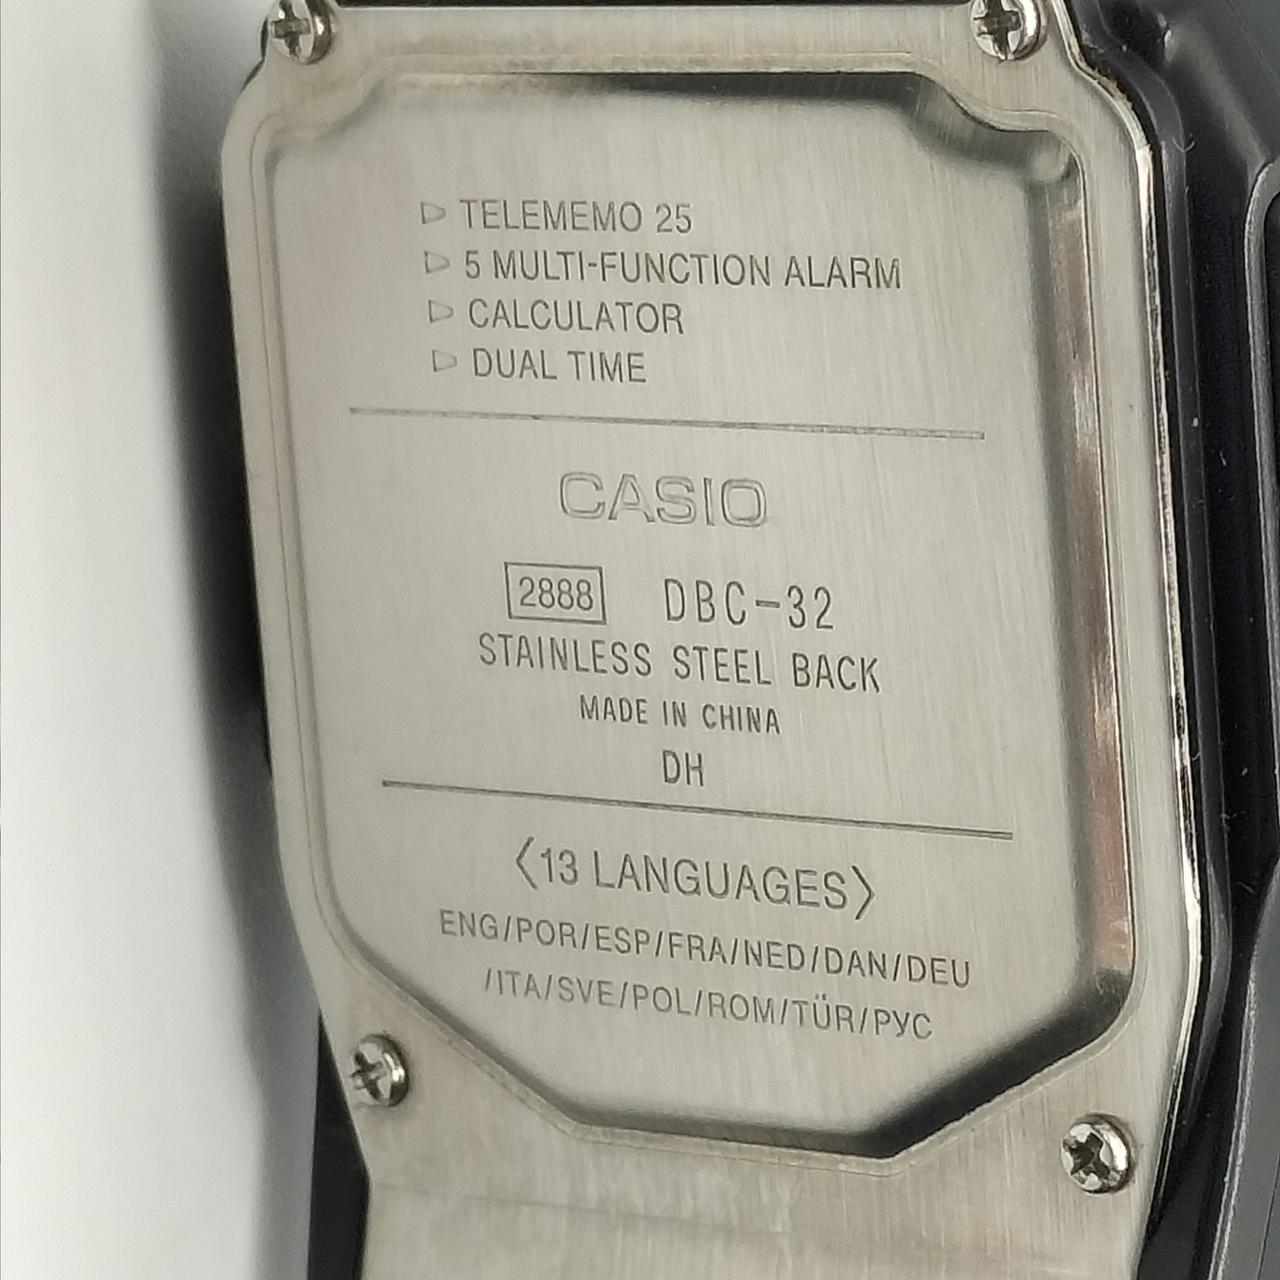 ▷ TELEMEMO 25
▷ 5 MULTI-FUNCTION ALARM
▷ CALCULATOR
▷ DUAL TIME
CASIO
2888 DBC-32
STAINLESS STEEL BACK
MADE IN CHINA
DH
〈13 LANGUAGES〉
ENG/POR/ESP/FRA/NED/DAN/DEU
/ITA/SVE/POL/ROM/TÜR/РУС